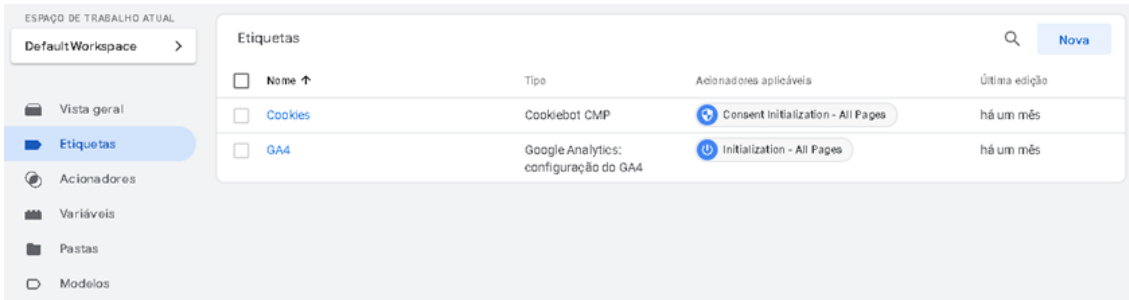 ESPAÇO DE TRABALHO ATUAL
DefaultWorkspace
Vista geral
Etiquetas
Acionadores
Variáveis
Pastas
Modelos
Etiquetas
Nova
Nome ↑ Tipo Acionadores aplicáveis Última edição
Cookies Cookiebot CMP Consent Initialization - All Pages há um mês
GA4 Google Analytics: Initialization - All Pages há um mês
configuração do GA4